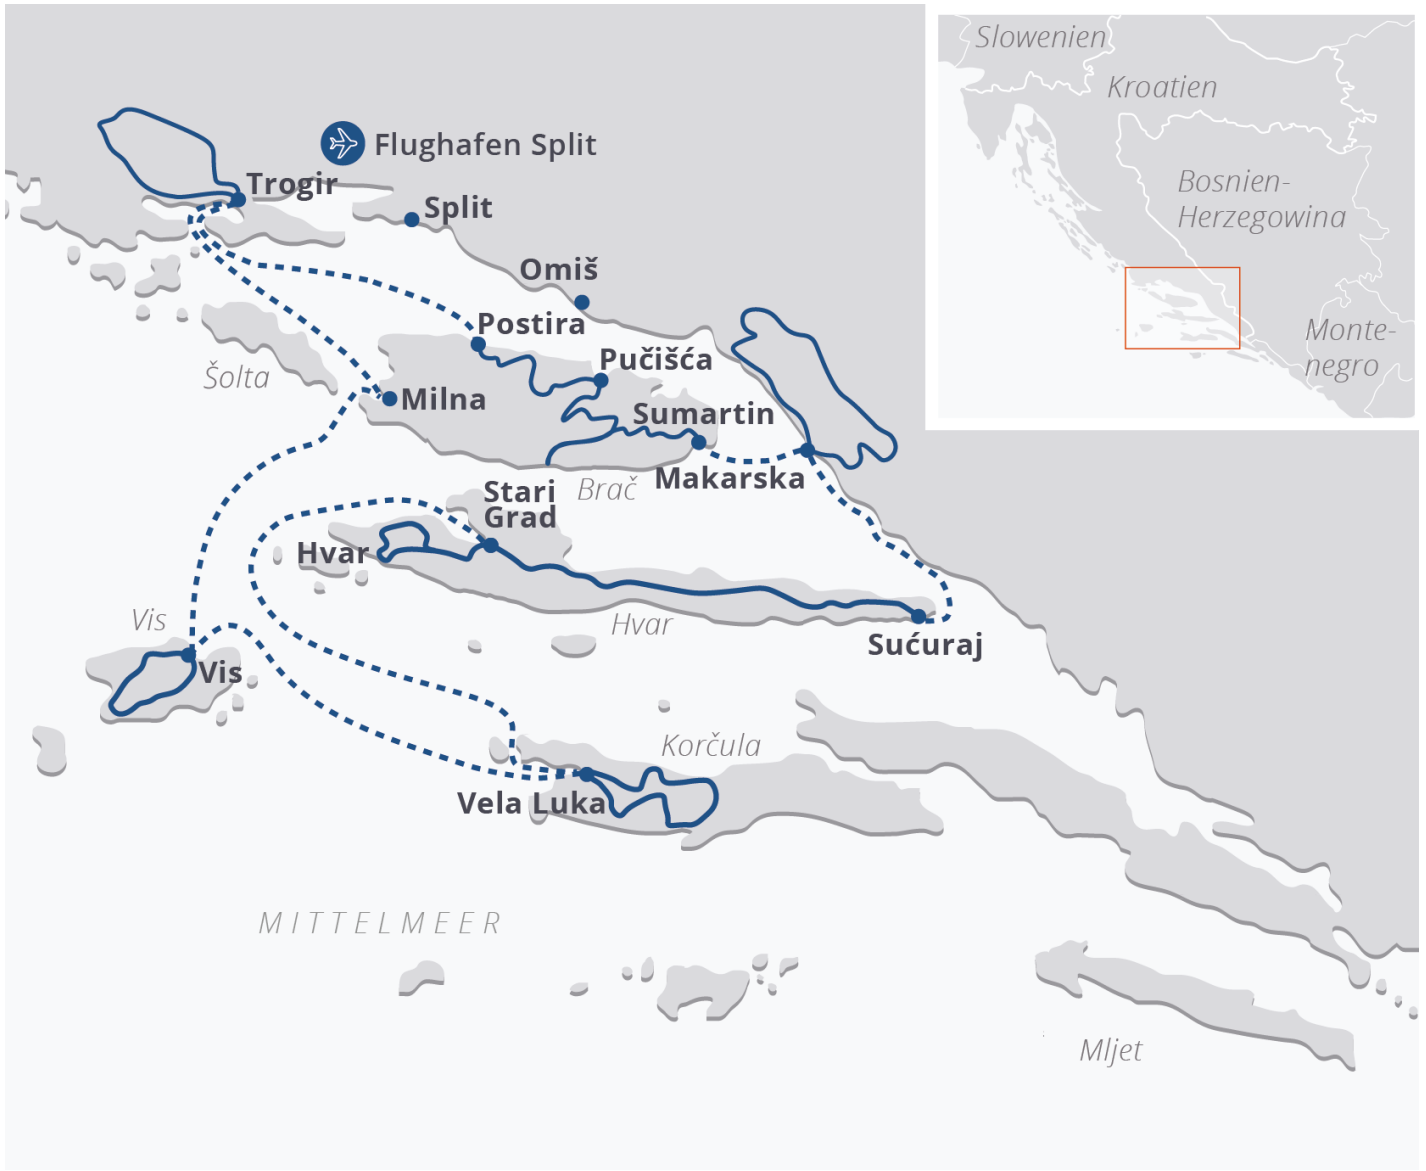 Slowenien
Kroatien
Bosnien-
Herzegowina
Monte-
negro
Flughafen Split
Trogir
Split
Omiš
Postira
Pučišća
Šolta
Milna
Sumartin
Makarska
Brač
Stari
Grad
Hvar
Hvar
Vis
Sućuraj
Vis
Korčula
Vela Luka
MITTELMEER
Mljet